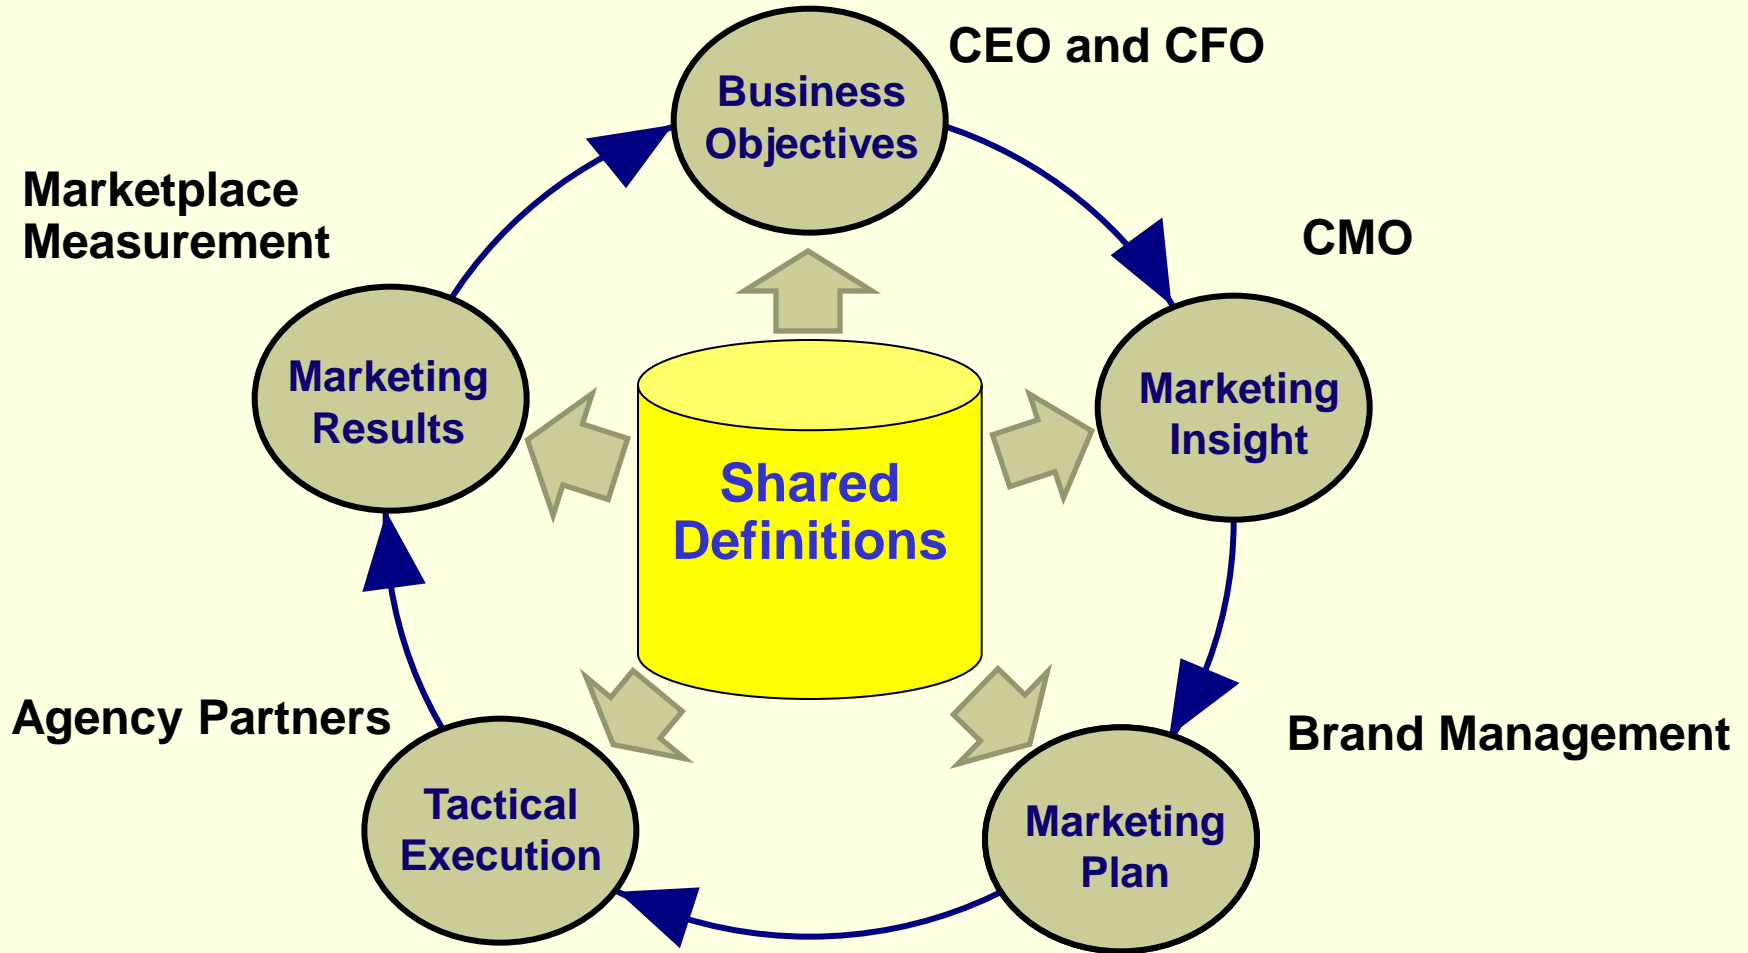 CEO and CFO
Business
Objectives
Marketplace
Measurement
CMO
Marketing
Results
Marketing
Insight
Shared
Definitions
Agency Partners
Brand Management
Tactical
Execution
Marketing
Plan